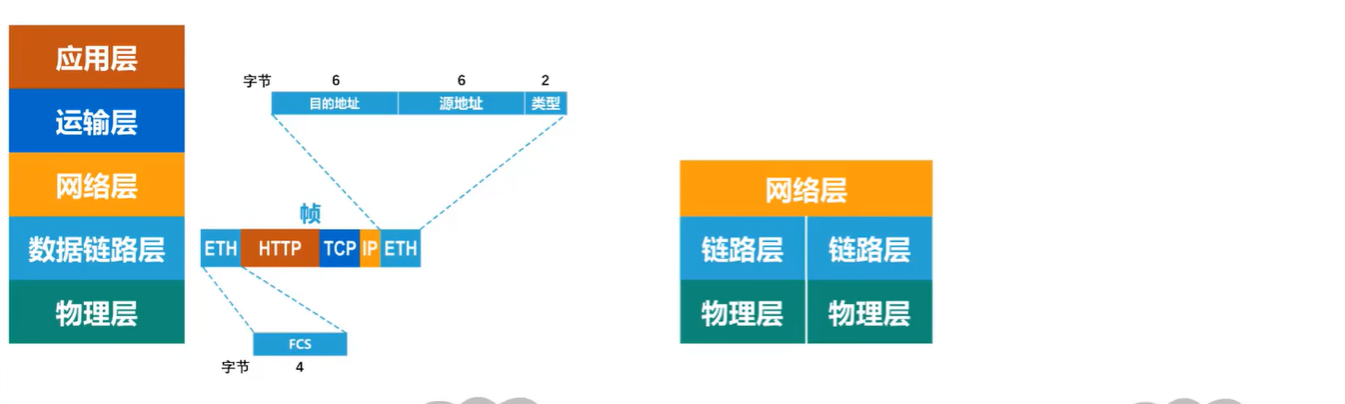 应用层
运输层
网络层
数据链路层
物理层
字节 6 6 2
目的地址 源地址 类型
帧
ETH HTTP TCP IP ETH
FCS
字节 4
网络层
链路层 链路层
物理层 物理层